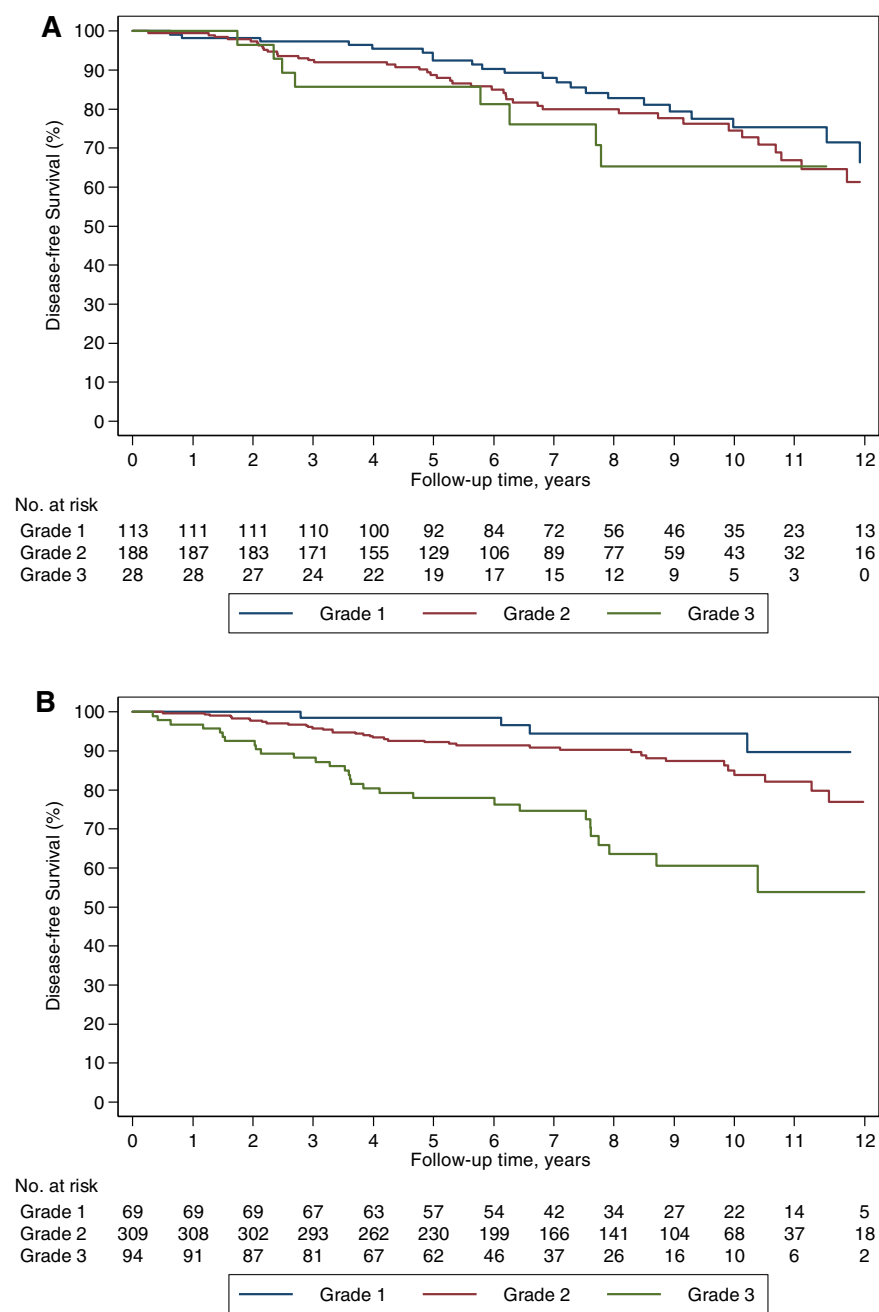 A
Disease-free Survival (%)
100
90
80
70
60
50
40
30
20
10
0
0 1 2 3 4 5 6 7 8 9 10 11 12
Follow-up time, years
No. at risk
Grade 1 113 111 111 110 100 92 84 72 56 46 35 23 13
Grade 2 188 187 183 171 155 129 106 89 77 59 43 32 16
Grade 3 28 28 27 24 22 19 17 15 12 9 5 3 0
Grade 1 Grade 2 Grade 3
B
Disease-free Survival (%)
100
90
80
70
60
50
40
30
20
10
0
0 1 2 3 4 5 6 7 8 9 10 11 12
Follow-up time, years
No. at risk
Grade 1 69 69 69 67 63 57 54 42 34 27 22 14 5
Grade 2 309 308 302 293 262 230 199 166 141 104 68 37 18
Grade 3 94 91 87 81 67 62 46 37 26 16 10 6 2
Grade 1 Grade 2 Grade 3